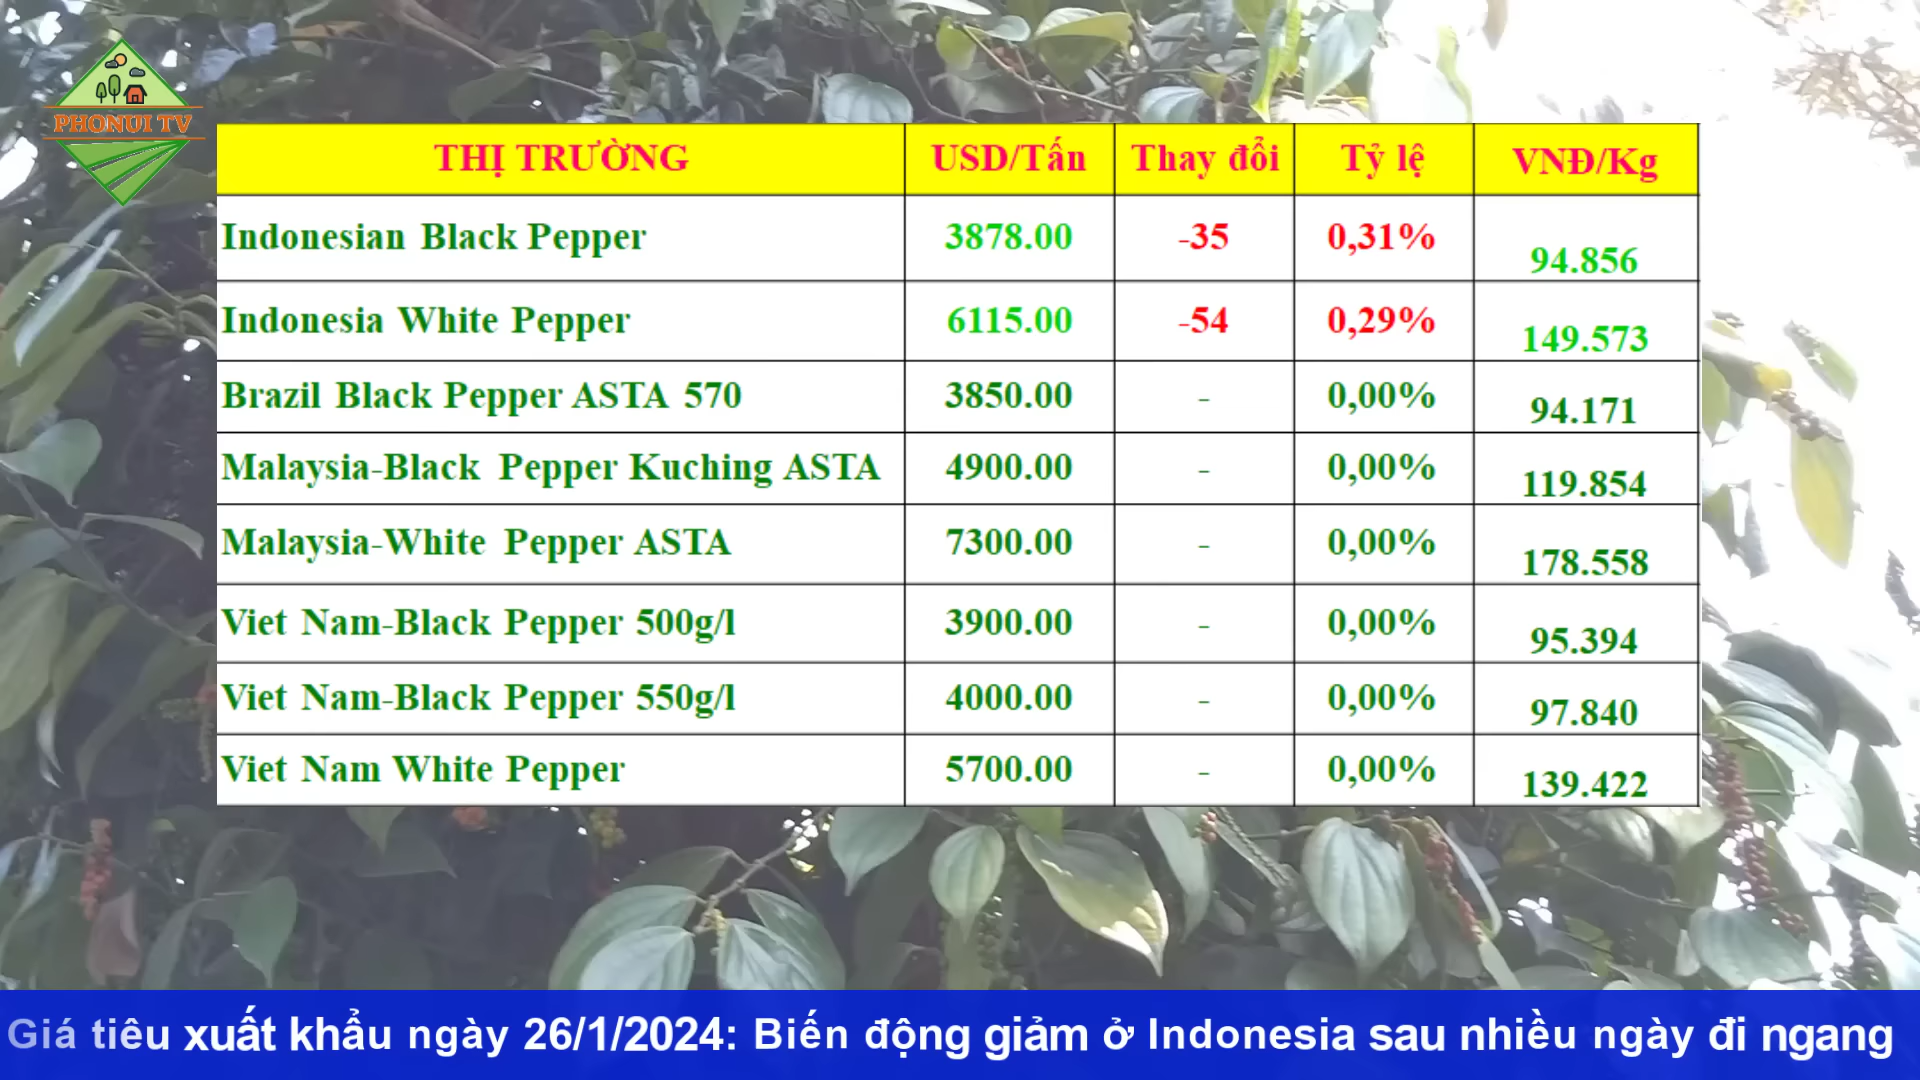 PHONUI TV
THỊ TRƯỜNG USD/Tấn Thay đổi Tỷ lệ VNĐ/Kg
Indonesian Black Pepper 3878.00 -35 0,31% 94.856
Indonesia White Pepper 6115.00 -54 0,29% 149.573
Brazil Black Pepper ASTA 570 3850.00 - 0,00% 94.171
Malaysia-Black Pepper Kuching ASTA 4900.00 - 0,00% 119.854
Malaysia-White Pepper ASTA 7300.00 - 0,00% 178.558
Viet Nam-Black Pepper 500g/l 3900.00 - 0,00% 95.394
Viet Nam-Black Pepper 550g/l 4000.00 - 0,00% 97.840
Viet Nam White Pepper 5700.00 - 0,00% 139.422
Giá tiêu xuất khẩu ngày 26/1/2024: Biến động giảm ở Indonesia sau nhiều ngày đi ngang